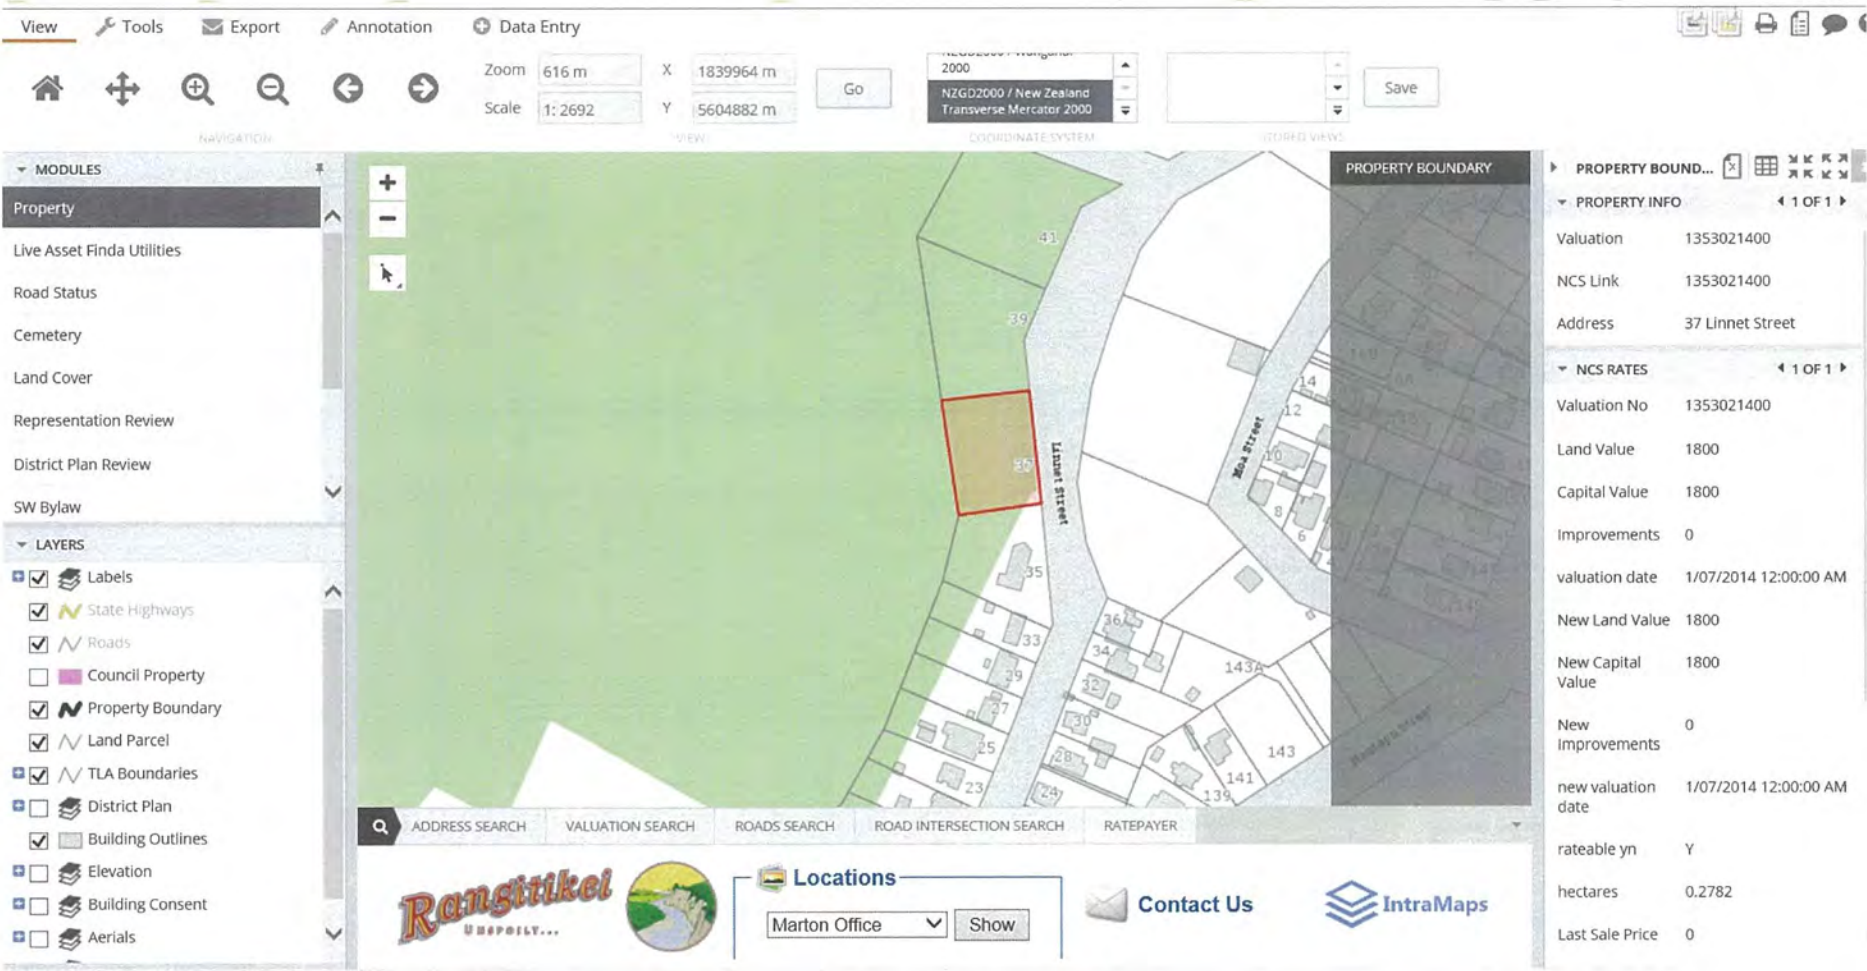 View Tools Export Annotation Data Entry
Zoom 616 m X 1839964 m Go
2000
NZGD2000 / New Zealand
Transverse Mercator 2000
Save
Scale 1: 2692 Y 5604882 m
NAVIGATION VIEW COORDINATE SYSTEM STORED VIEWS
MODULES
Property
Live Asset Finda Utilities
Road Status
Cemetery
Land Cover
Representation Review
District Plan Review
SW Bylaw
LAYERS
Labels
State Highways
Roads
Council Property
Property Boundary
Land Parcel
TLA Boundaries
District Plan
Building Outlines
Elevation
Building Consent
Aerials
PROPERTY BOUNDARY
41
39
37
Linnet Street
35
33
29
27
25
23
36
34
32
30
28
24
143A
143
141
139
Moa Street
14
12
10
8
6
ADDRESS SEARCH VALUATION SEARCH ROADS SEARCH ROAD INTERSECTION SEARCH RATEPAYER
Rangitikei
UNSPOILT...
Locations
Marton Office Show
Contact Us
IntraMaps
PROPERTY BOUND...
PROPERTY INFO 1 OF 1
Valuation 1353021400
NCS Link 1353021400
Address 37 Linnet Street
NCS RATES 1 OF 1
Valuation No 1353021400
Land Value 1800
Capital Value 1800
Improvements 0
valuation date 1/07/2014 12:00:00 AM
New Land Value 1800
New Capital 1800
Value
New 0
Improvements
new valuation 1/07/2014 12:00:00 AM
date
rateable yn Y
hectares 0.2782
Last Sale Price 0